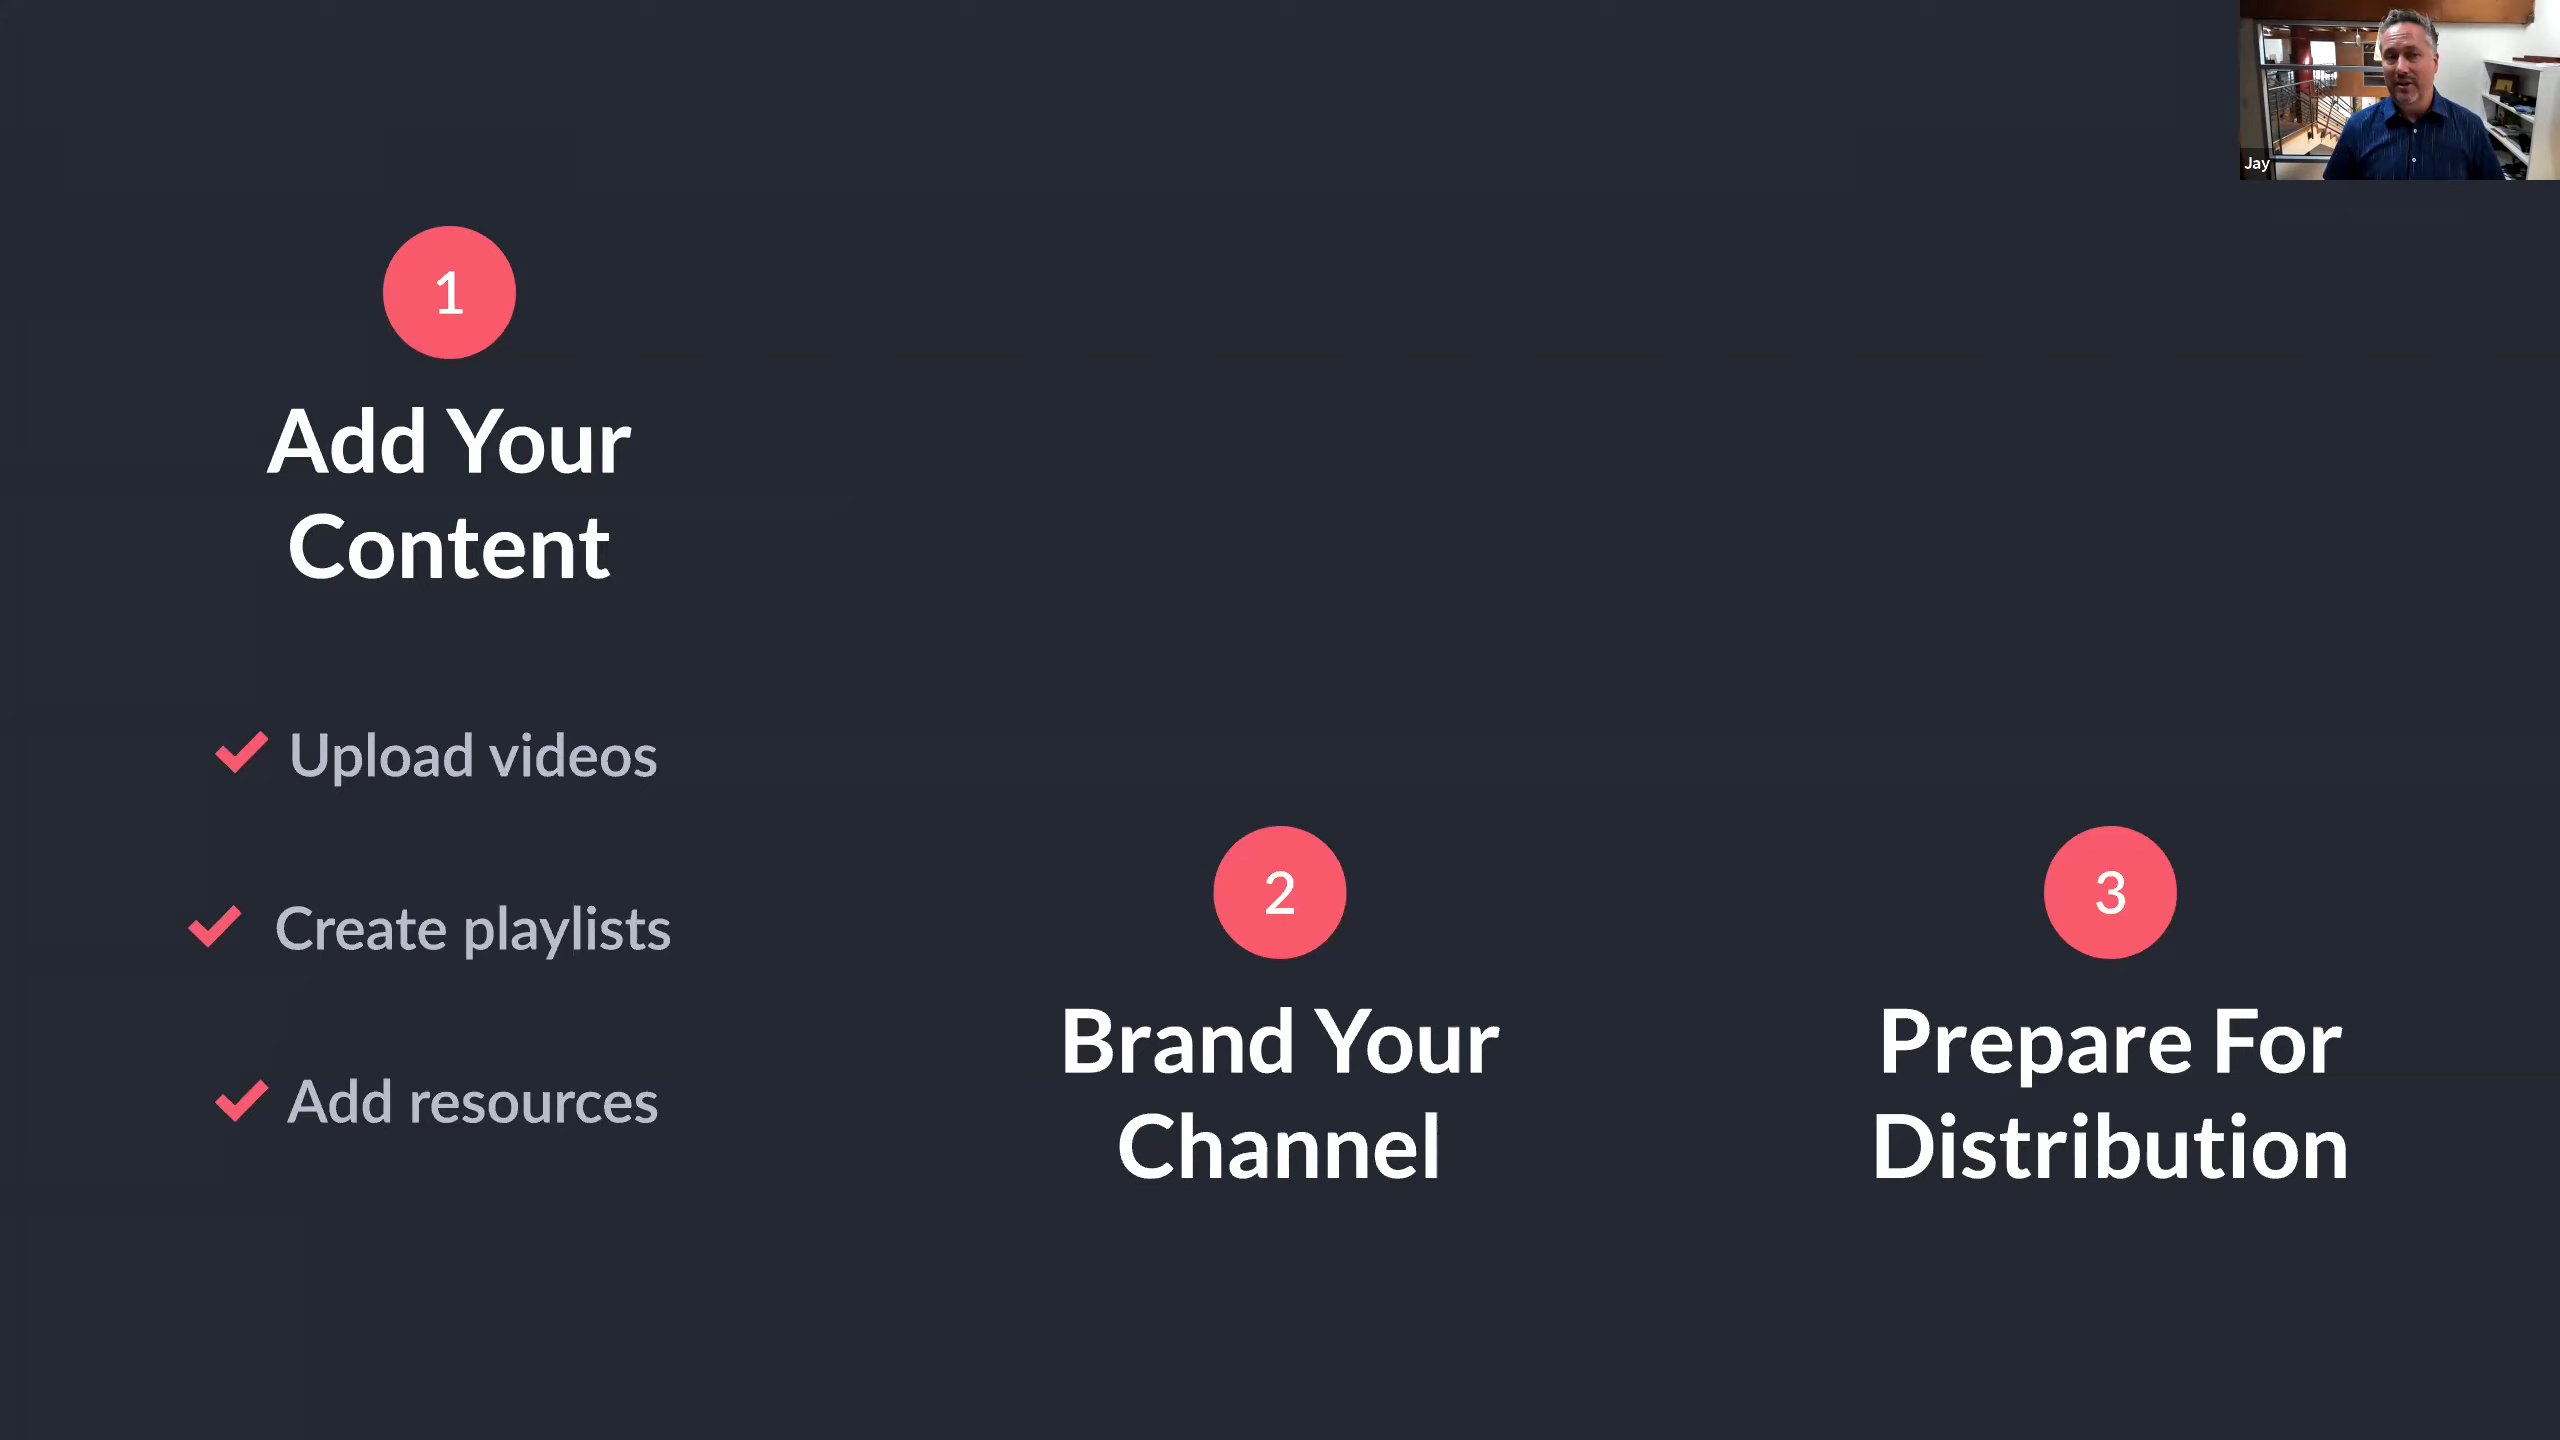 Jay
1
Add Your
Content
Upload videos
Create playlists
Add resources
2
Brand Your
Channel
3
Prepare For
Distribution